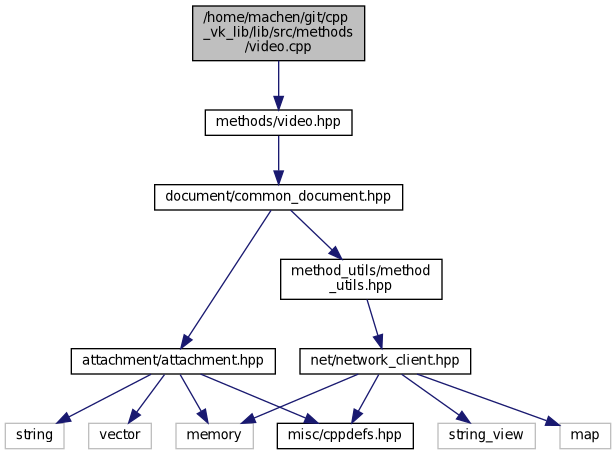 /home/machen/git/cpp
_vk_lib/lib/src/methods
/video.cpp
methods/video.hpp
document/common_document.hpp
method_utils/method
_utils.hpp
attachment/attachment.hpp
net/network_client.hpp
string
vector
memory
misc/cppdefs.hpp
string_view
map